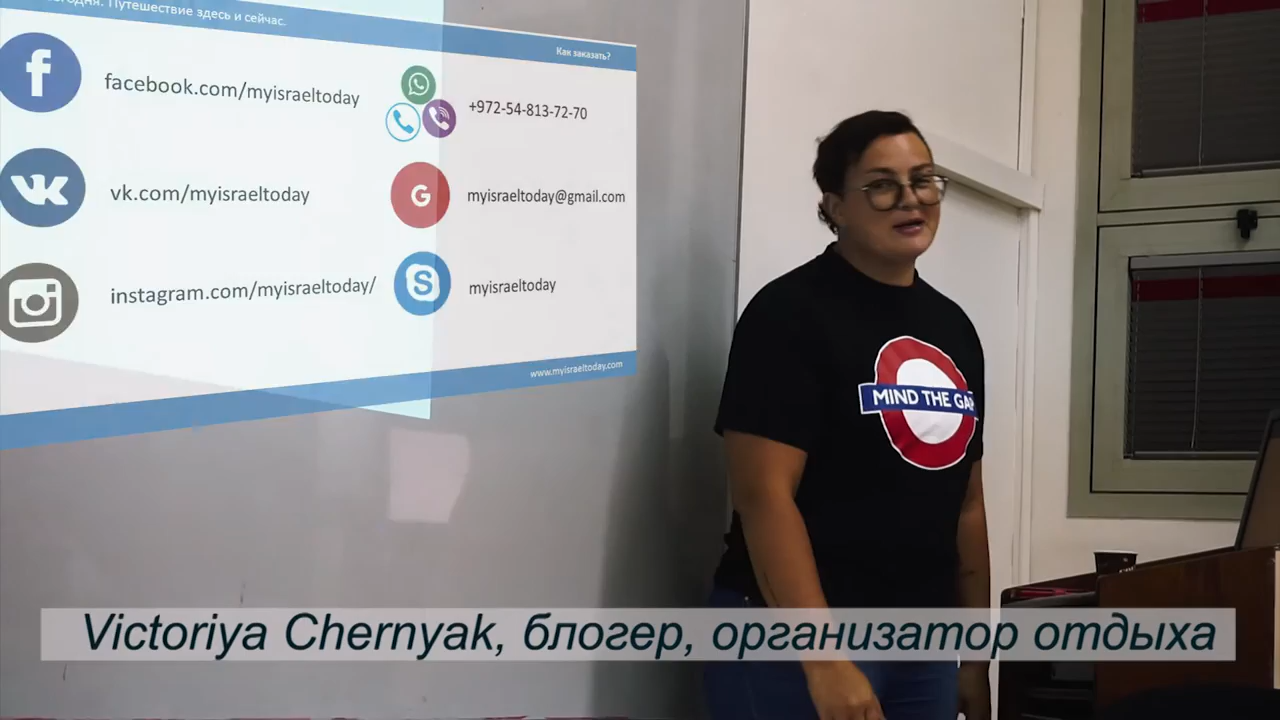 сегодня. Путешествие здесь и сейчас.
Как заказать?
facebook.com/myisraeltoday
+972-54-813-72-70
vk.com/myisraeltoday
myisraeltoday@gmail.com
instagram.com/myisraeltoday/
myisraeltoday
www.myisraeltoday.com
MIND THE GAP
Victoriya Chernyak, блогер, организатор отдыха